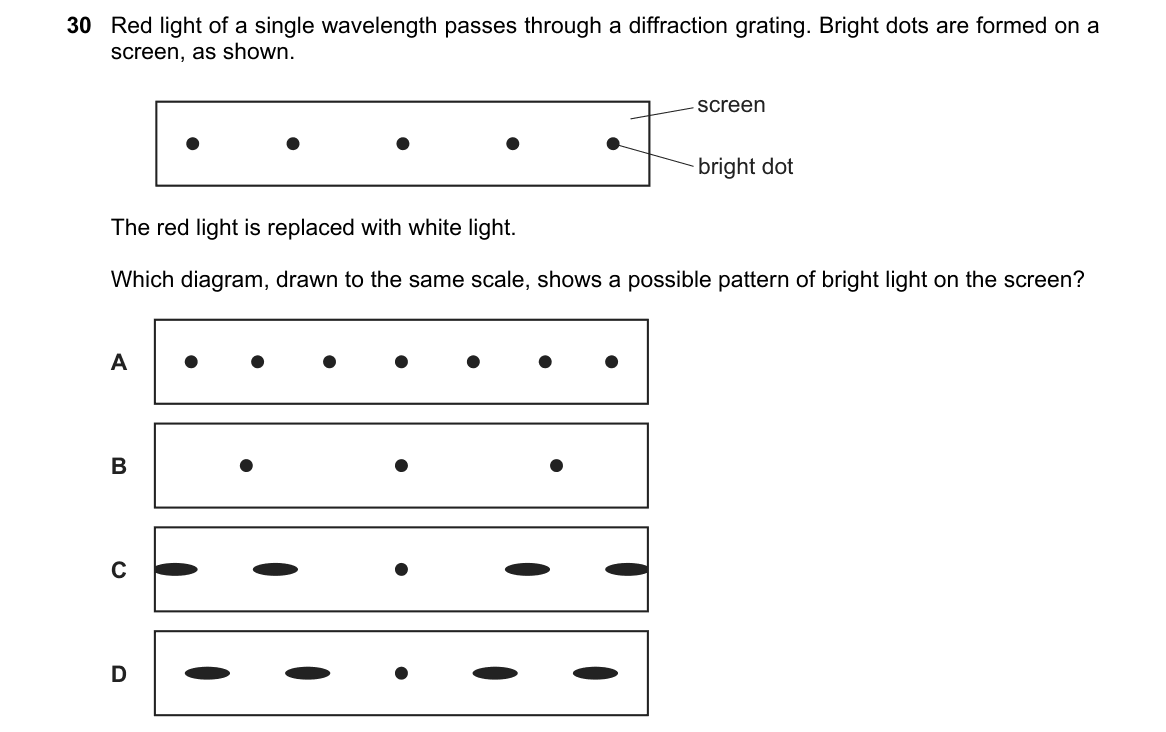 30 Red light of a single wavelength passes through a diffraction grating. Bright dots are formed on a
screen, as shown.
screen
bright dot
The red light is replaced with white light.
Which diagram, drawn to the same scale, shows a possible pattern of bright light on the screen?
A
B
C
D